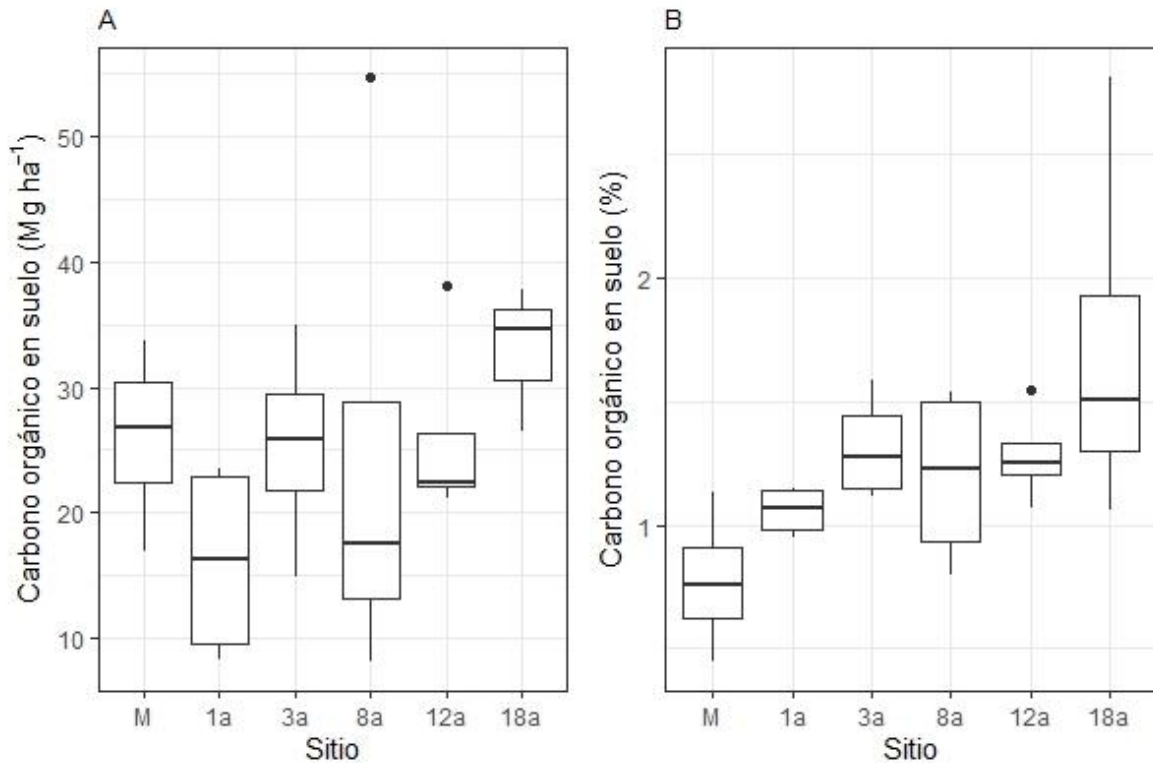 A
Carbono orgánico en suelo (Mg ha⁻¹)
50
40
30
20
10
M 1a 3a 8a 12a 18a
Sitio
B
Carbono orgánico en suelo (%)
2
1
M 1a 3a 8a 12a 18a
Sitio